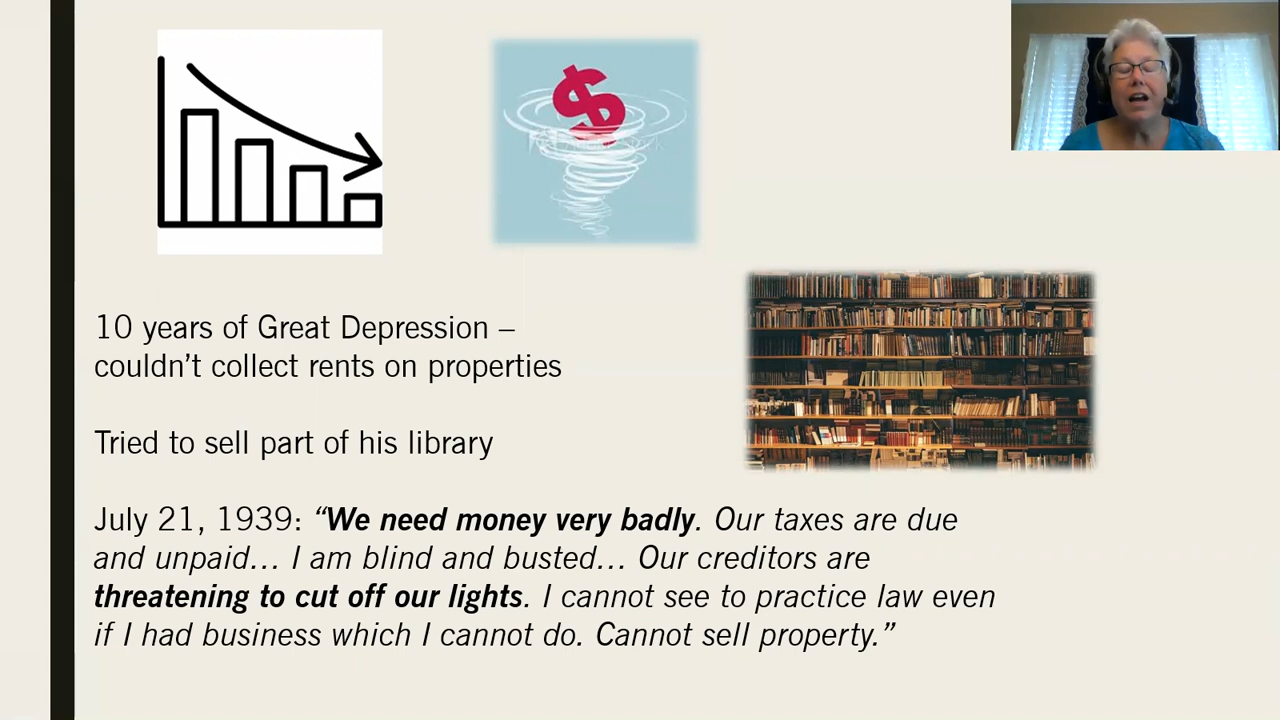 10 years of Great Depression –
couldn't collect rents on properties
Tried to sell part of his library
July 21, 1939: “We need money very badly. Our taxes are due
and unpaid… I am blind and busted… Our creditors are
threatening to cut off our lights. I cannot see to practice law even
if I had business which I cannot do. Cannot sell property.”